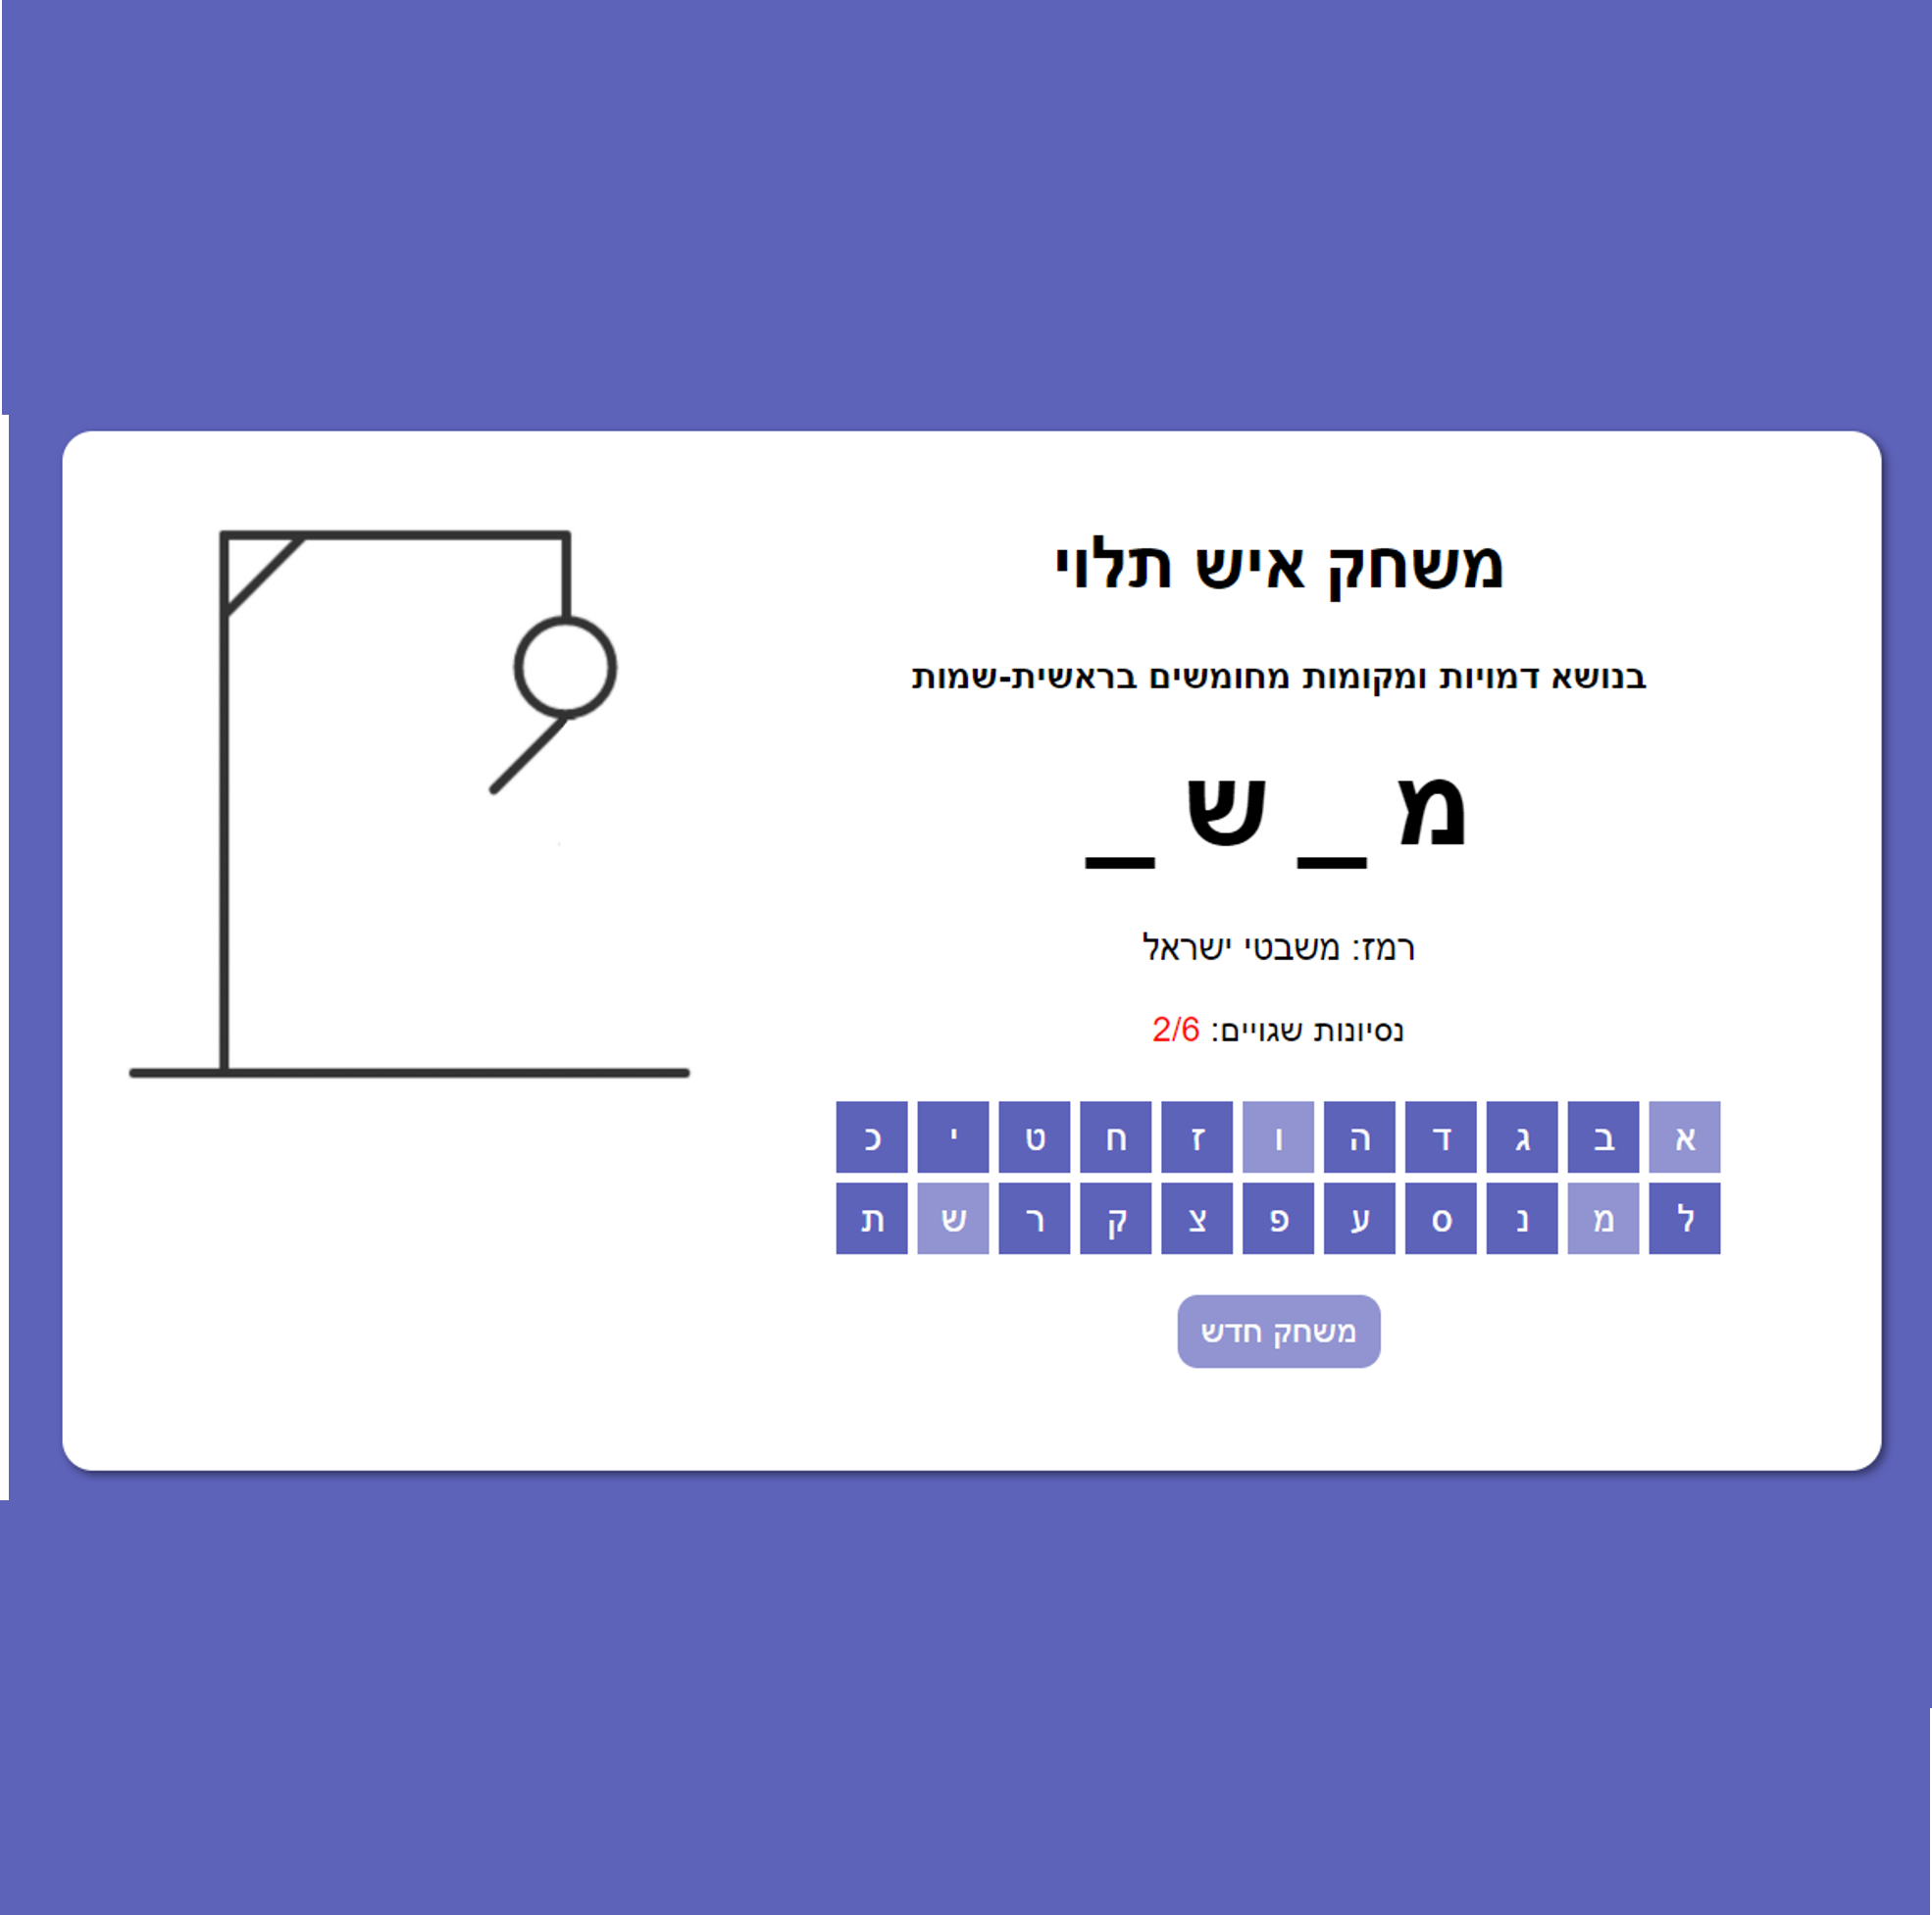 משחק איש תלוי
בנושא דמויות ומקומות מחומשים בראשית-שמות
מ _ ש _
רמז: משבטי ישראל
נסיונות שגויים: 2/6
א ב ג ד ה ו ז ח ט י כ
ל מ נ ס ע פ צ ק ר ש ת
משחק חדש